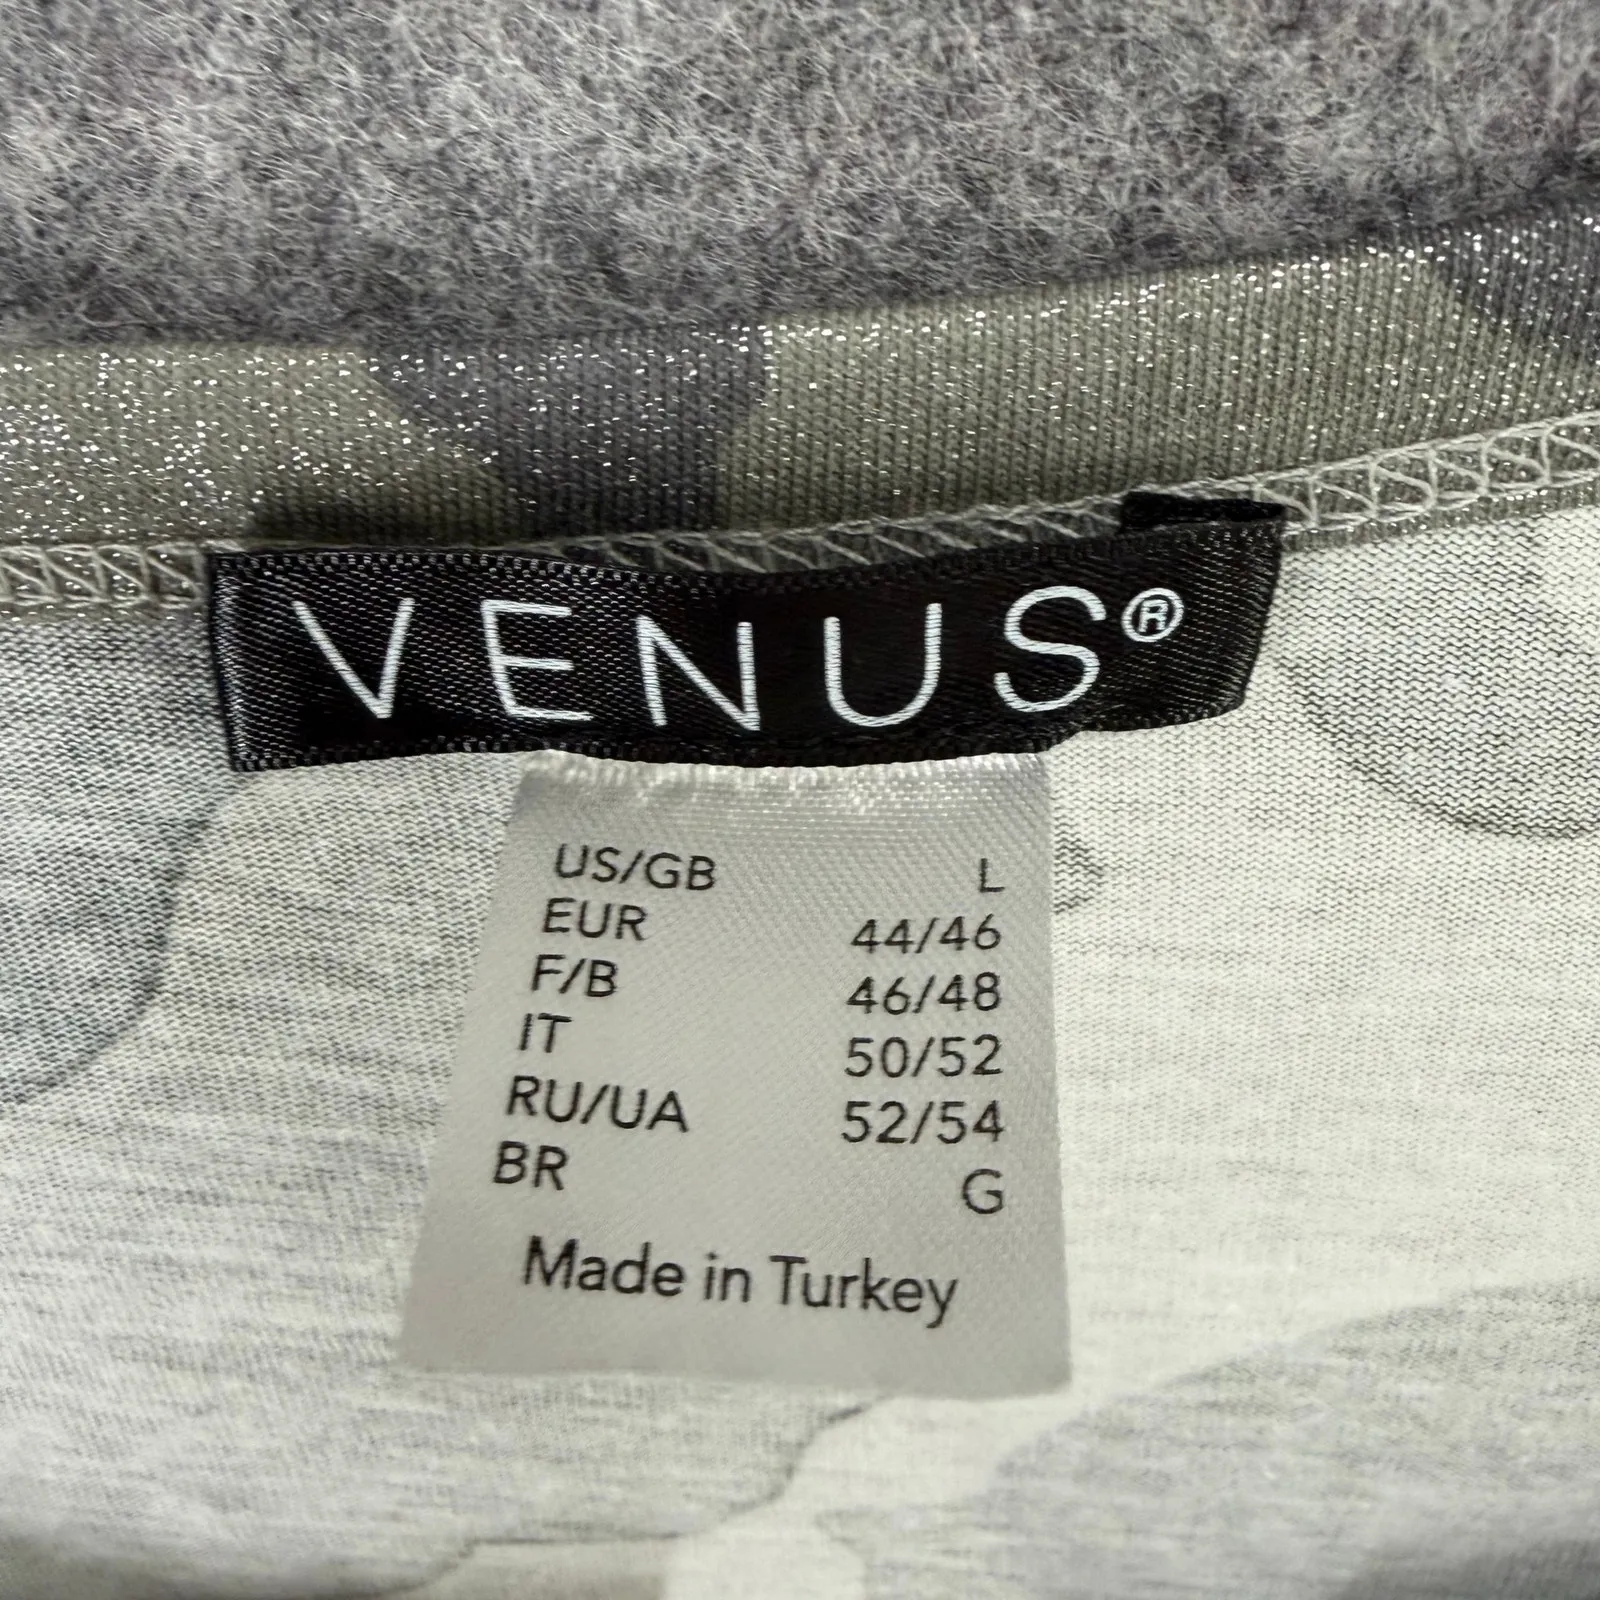 VENUS®
US/GB L
EUR 44/46
F/B 46/48
IT 50/52
RU/UA 52/54
BR G
Made in Turkey